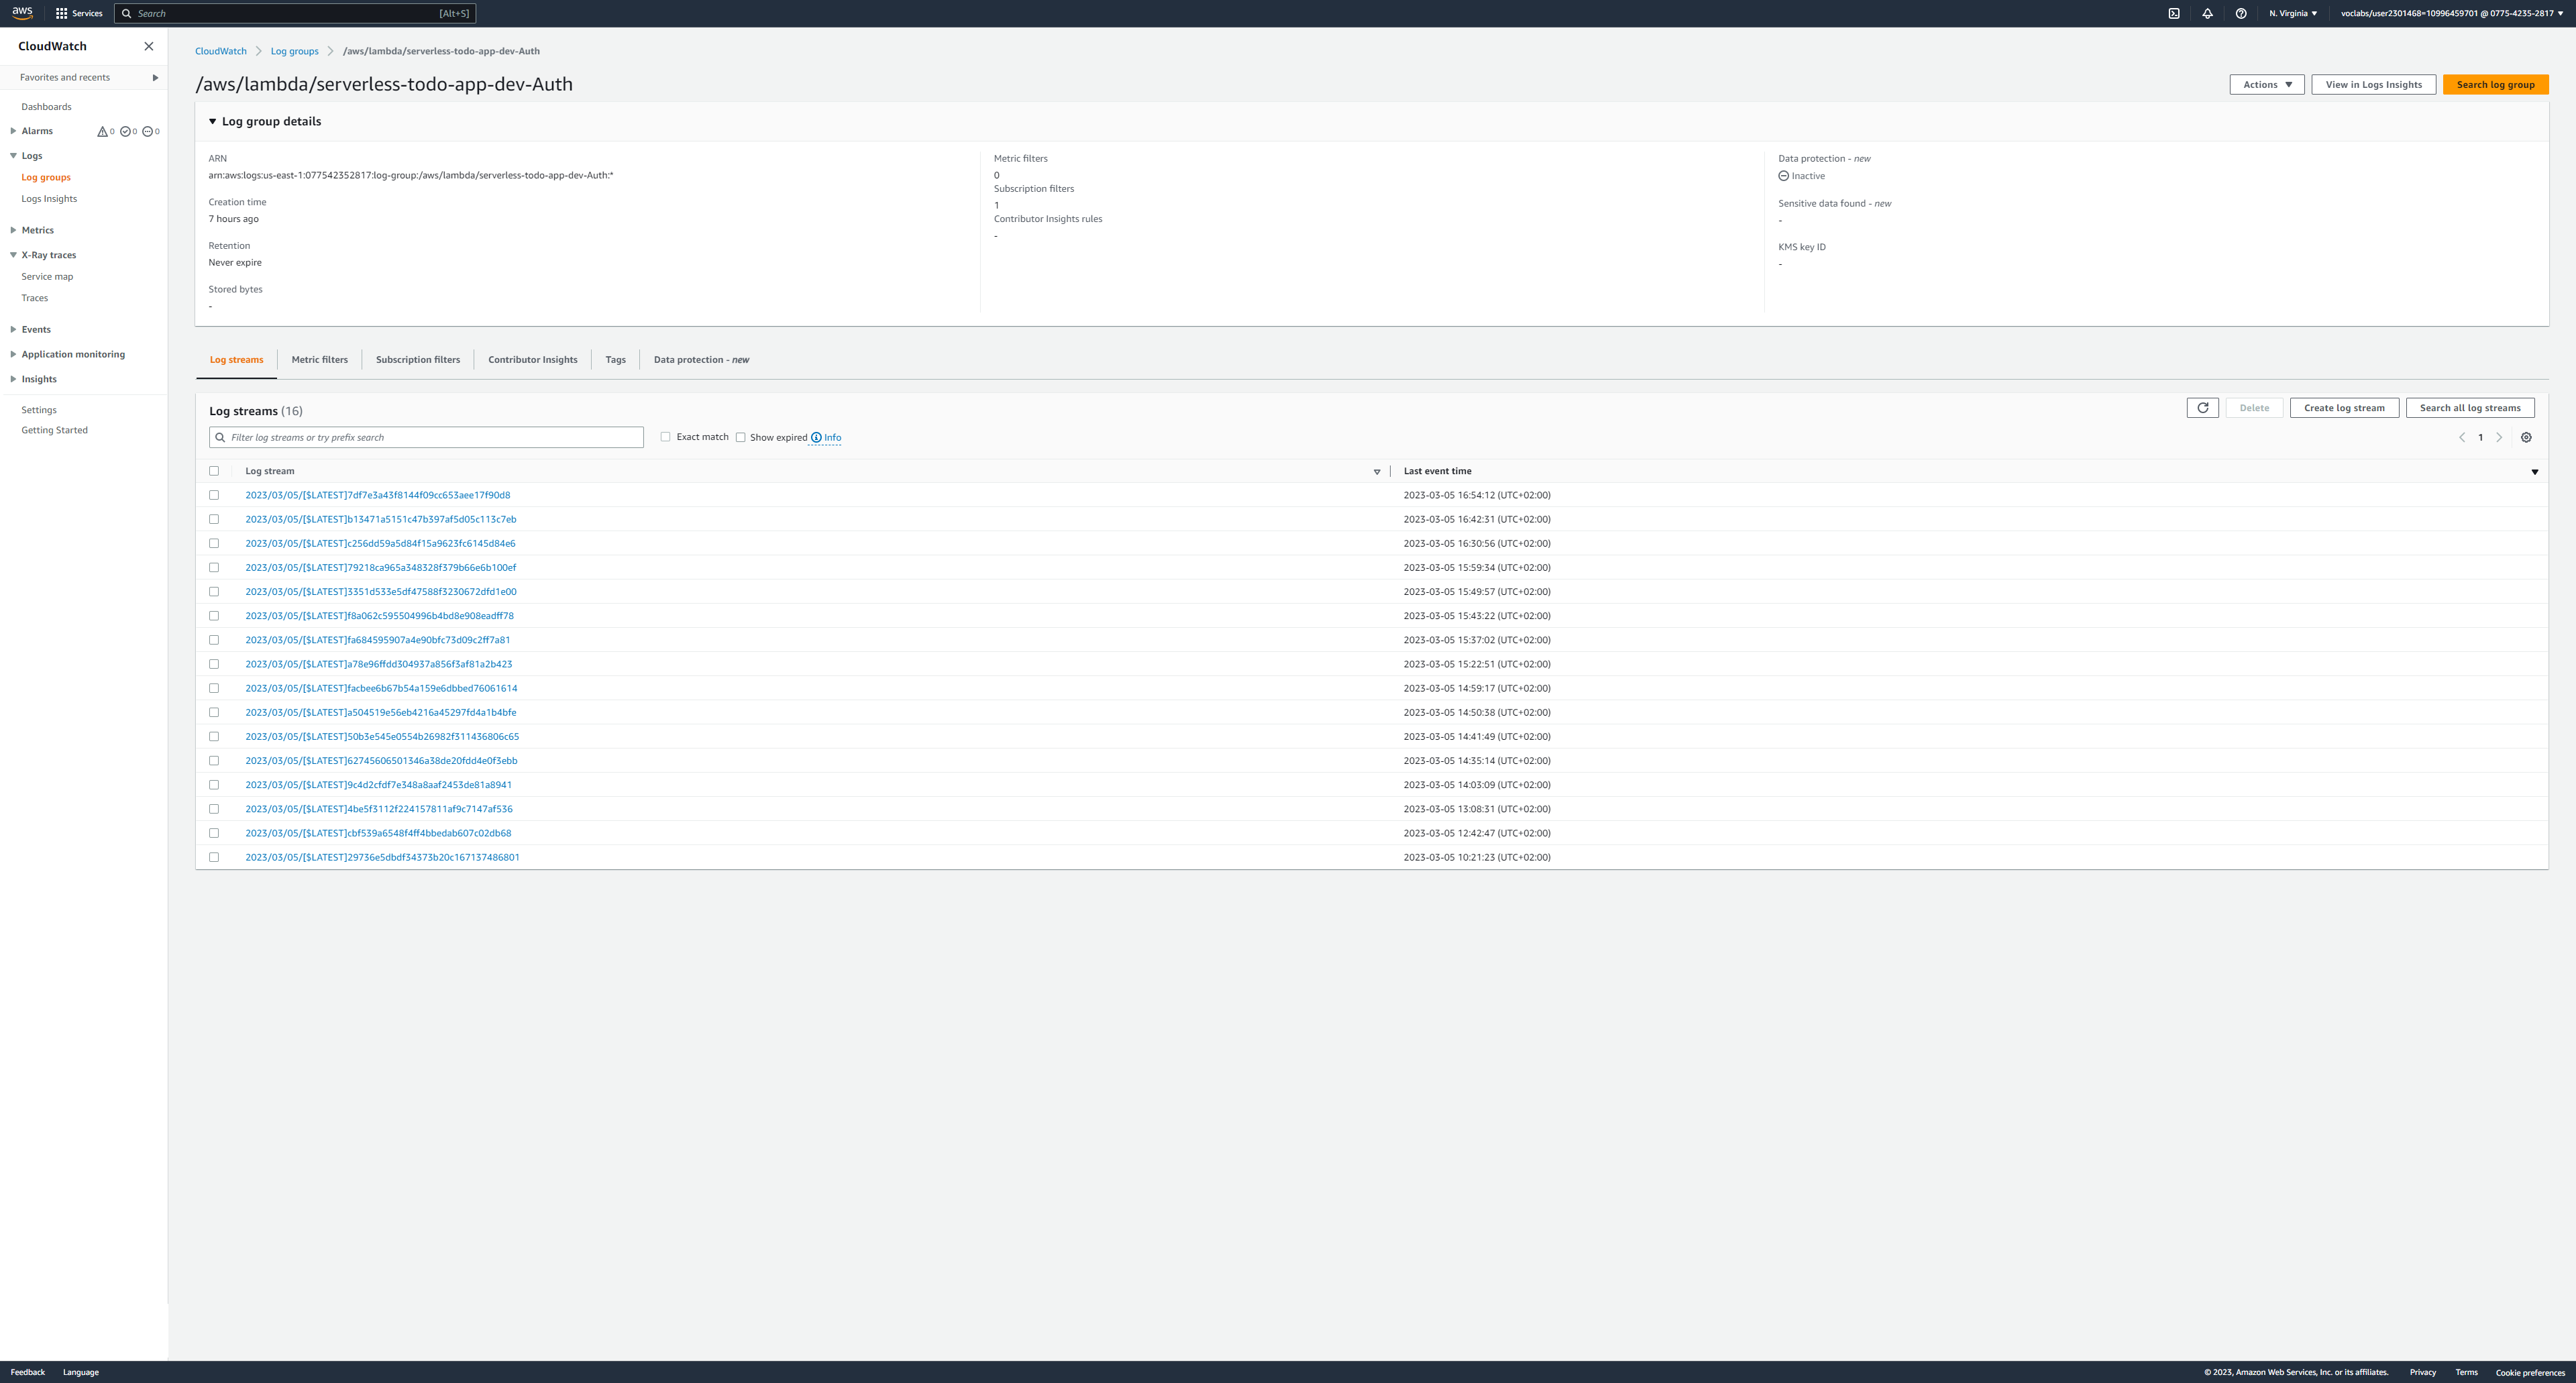 aws Services Search [Alt+S] N. Virginia voclabs/user2301468=10996459701 @ 0775-4235-2817
CloudWatch
Favorites and recents
Dashboards
Alarms 0 0 0
Logs
Log groups
Logs Insights
Metrics
X-Ray traces
Service map
Traces
Events
Application monitoring
Insights
Settings
Getting Started
CloudWatch Log groups /aws/lambda/serverless-todo-app-dev-Auth
/aws/lambda/serverless-todo-app-dev-Auth
Actions View in Logs Insights Search log group
Log group details
ARN
arn:aws:logs:us-east-1:077542352817:log-group:/aws/lambda/serverless-todo-app-dev-Auth:*
Creation time
7 hours ago
Retention
Never expire
Stored bytes
-
Metric filters
0
Subscription filters
1
Contributor Insights rules
-
Data protection - new
Inactive
Sensitive data found - new
-
KMS key ID
-
Log streams Metric filters Subscription filters Contributor Insights Tags Data protection - new
Log streams (16)
Delete Create log stream Search all log streams
Filter log streams or try prefix search Exact match Show expired Info 1
Log stream Last event time
2023/03/05/[$LATEST]7df7e3a43f8144f09cc653aee17f90d8 2023-03-05 16:54:12 (UTC+02:00)
2023/03/05/[$LATEST]b13471a5151c47b397af5d05c113c7eb 2023-03-05 16:42:31 (UTC+02:00)
2023/03/05/[$LATEST]c256dd59a5d84f15a9623fc6145d84e6 2023-03-05 16:30:56 (UTC+02:00)
2023/03/05/[$LATEST]79218ca965a348328f379b66e6b100ef 2023-03-05 15:59:34 (UTC+02:00)
2023/03/05/[$LATEST]3351d533e5df47588f3230672dfd1e00 2023-03-05 15:49:57 (UTC+02:00)
2023/03/05/[$LATEST]f8a062c595504996b4bd8e908eadff78 2023-03-05 15:43:22 (UTC+02:00)
2023/03/05/[$LATEST]fa684595907a4e90bfc73d09c2ff7a81 2023-03-05 15:37:02 (UTC+02:00)
2023/03/05/[$LATEST]a78e96ffdd304937a856f3af81a2b423 2023-03-05 15:22:51 (UTC+02:00)
2023/03/05/[$LATEST]facbee6b67b54a159e6dbbed76061614 2023-03-05 14:59:17 (UTC+02:00)
2023/03/05/[$LATEST]a504519e56eb4216a45297fd4a1b4bfe 2023-03-05 14:50:38 (UTC+02:00)
2023/03/05/[$LATEST]50b3e545e0554b26982f311436806c65 2023-03-05 14:41:49 (UTC+02:00)
2023/03/05/[$LATEST]62745606501346a38de20fdd4e0f3ebb 2023-03-05 14:35:14 (UTC+02:00)
2023/03/05/[$LATEST]9c4d2cfdf7e348a8aaf2453de81a8941 2023-03-05 14:03:09 (UTC+02:00)
2023/03/05/[$LATEST]4be5f3112f224157811af9c7147af536 2023-03-05 13:08:31 (UTC+02:00)
2023/03/05/[$LATEST]cbf539a6548f4ff4bbedab607c02db68 2023-03-05 12:42:47 (UTC+02:00)
2023/03/05/[$LATEST]29736e5dbdf34373b20c167137486801 2023-03-05 10:21:23 (UTC+02:00)
Feedback Language © 2023, Amazon Web Services, Inc. or its affiliates. Privacy Terms Cookie preferences